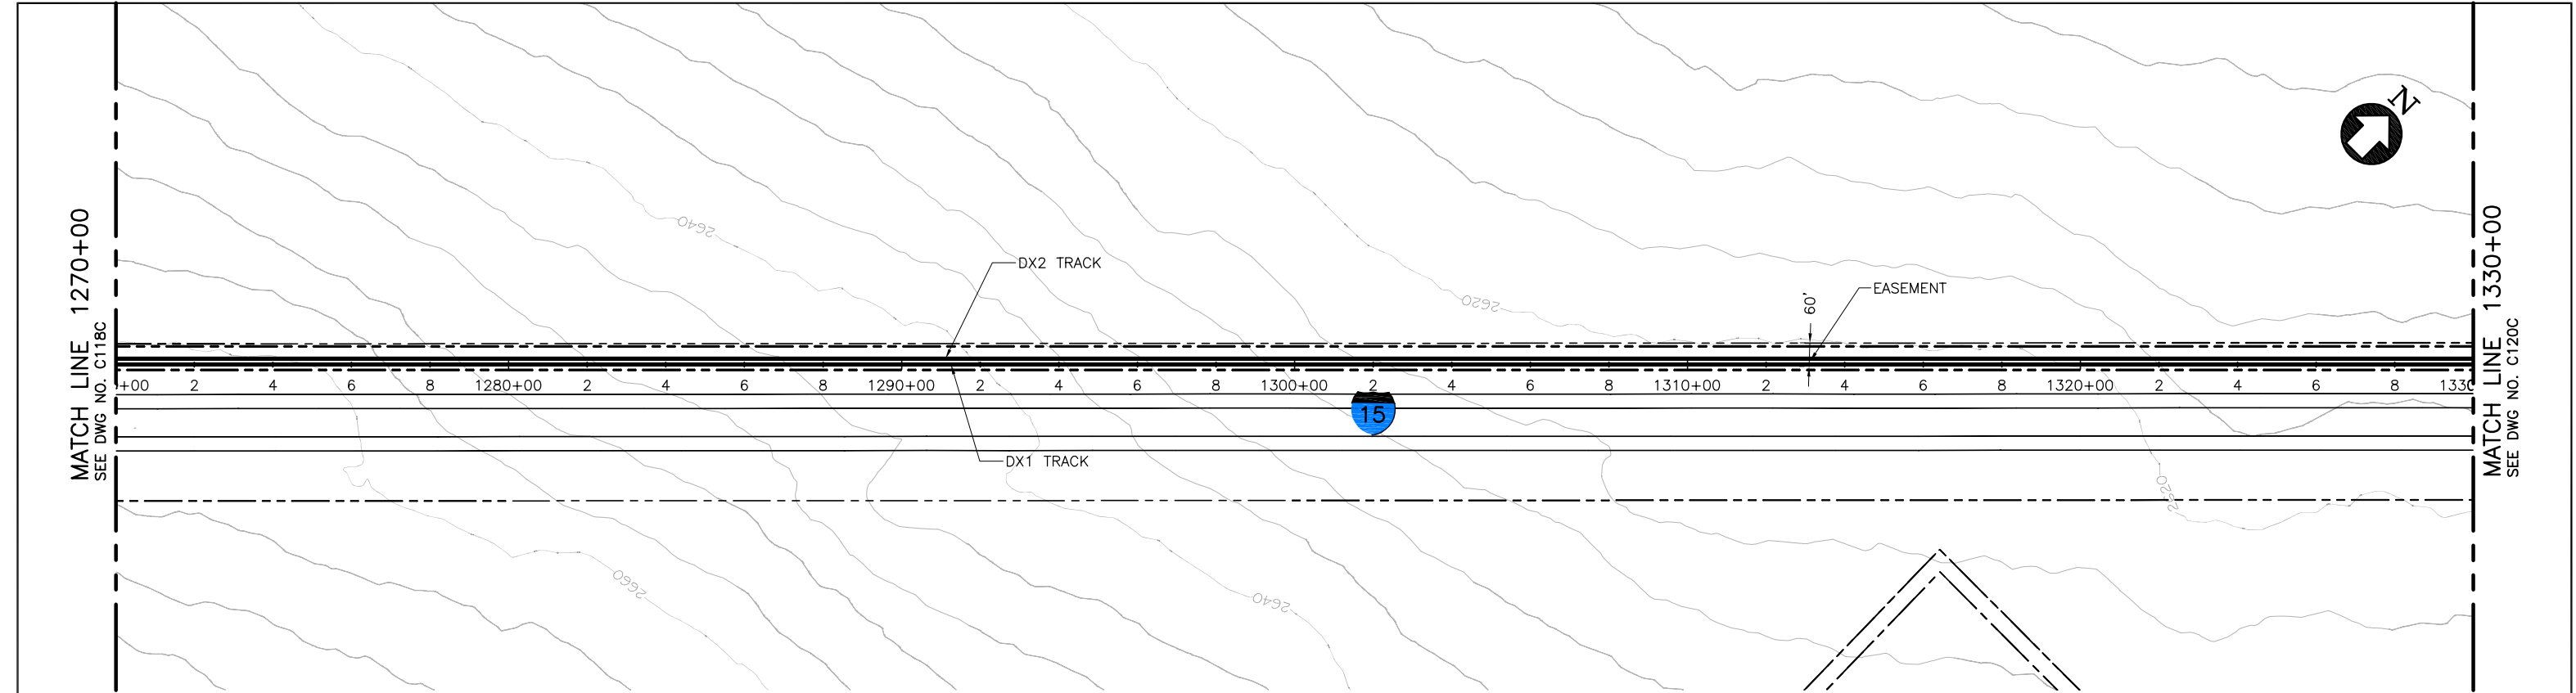 N
2640
DX2 TRACK
2620
60'
EASEMENT
MATCH LINE 1270+00
SEE DWG NO. C118C
+00 2 4 6 8 1280+00 2 4 6 8 1290+00 2 4 6 8 1300+00 2 4 6 8 1310+00 2 4 6 8 1320+00 2 4 6 8 1330
MATCH LINE 1330+00
SEE DWG NO. C120C
15
DX1 TRACK
2620
2660
2640